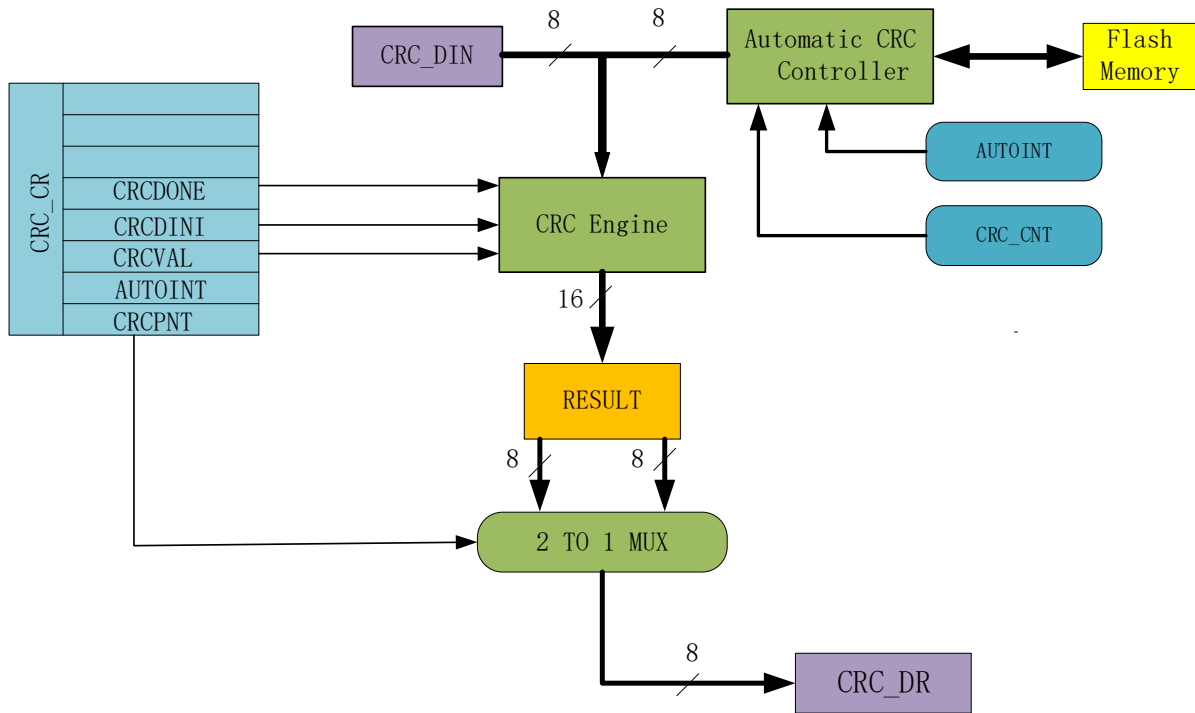 8
8
CRC_DIN
Automatic CRC
Controller
Flash
Memory
AUTOINT
CRC_CR
CRCDONE
CRCDINI
CRCVAL
AUTOINT
CRCPNT
CRC Engine
CRC_CNT
16
RESULT
8
8
2 TO 1 MUX
8
CRC_DR